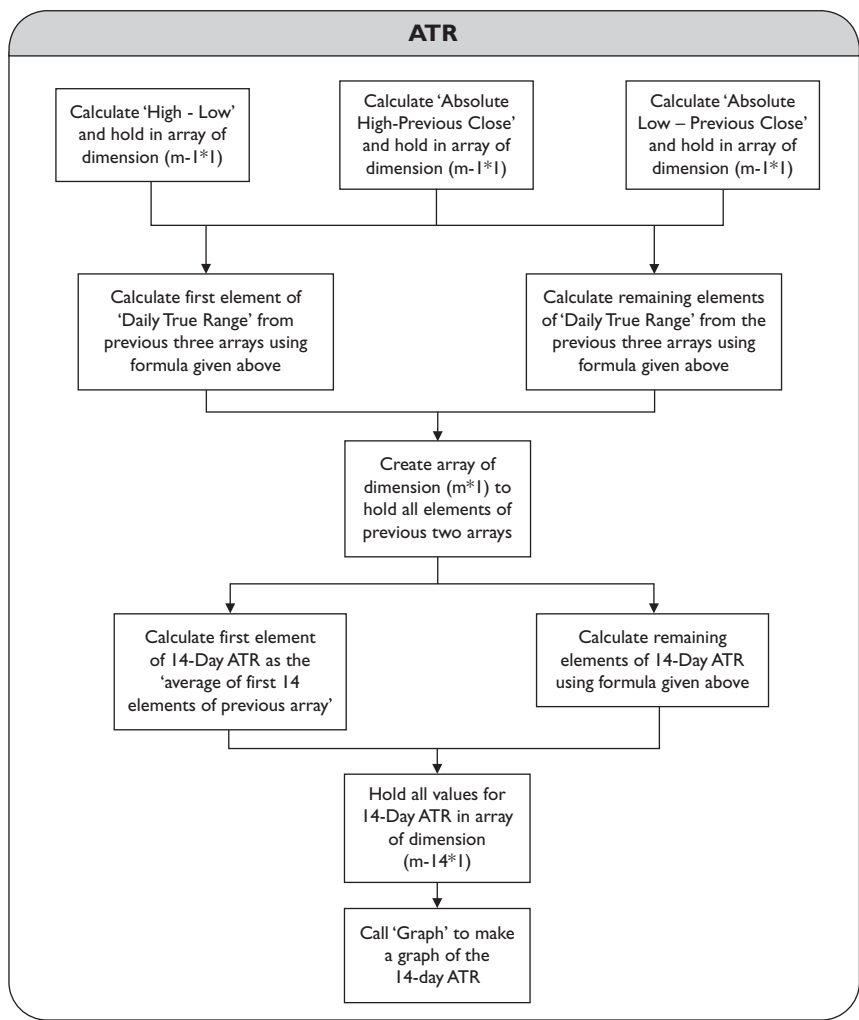 ATR
Calculate ‘High - Low’
and hold in array of
dimension (m-1*1)
Calculate ‘Absolute
High-Previous Close’
and hold in array of
dimension (m-1*1)
Calculate ‘Absolute
Low – Previous Close’
and hold in array of
dimension (m-1*1)
Calculate first element of
‘Daily True Range’ from
previous three arrays using
formula given above
Calculate remaining elements
of ‘Daily True Range’ from the
previous three arrays using
formula given above
Create array of
dimension (m*1) to
hold all elements of
previous two arrays
Calculate first element
of 14-Day ATR as the
‘average of first 14
elements of previous array’
Calculate remaining
elements of 14-Day ATR
using formula given above
Hold all values for
14-Day ATR in array
of dimension
(m-14*1)
Call ‘Graph’ to make
a graph of the
14-day ATR